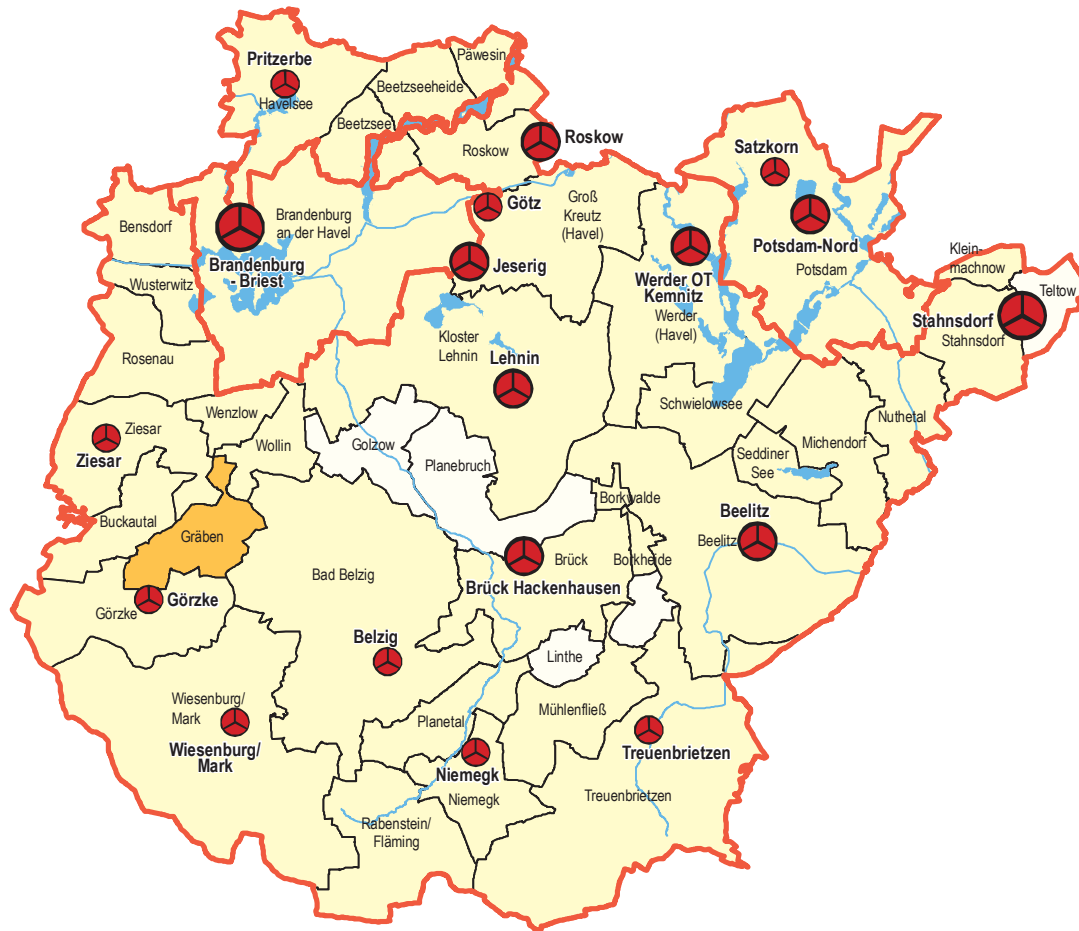 Pritzerbe
Havelsee
Päwesin
Beetzseeheide
Beetzsee
Roskow
Roskow
Satzkorn
Götz
Groß
Kreutz
(Havel)
Bensdorf
Brandenburg
an der Havel
Brandenburg
- Briest
Jeserig
Werder OT
Kemnitz
Werder
(Havel)
Potsdam-Nord
Potsdam
Klein-
machnow
Teltow
Stahnsdorf
Stahnsdorf
Wusterwitz
Rosenau
Kloster
Lehnin
Lehnin
Schwielowsee
Nuthetal
Michendorf
Seddiner
See
Ziesar
Ziesar
Wenzlow
Wollin
Golzow
Planebruch
Buckautal
Gräben
Borkwalde
Beelitz
Beelitz
Bad Belzig
Brück
Borkheide
Brück Hackenhausen
Görzke
Görzke
Belzig
Linthe
Wiesenburg/
Mark
Wiesenburg/
Mark
Planetal
Mühlenfließ
Treuenbrietzen
Niemegk
Niemegk
Treuenbrietzen
Rabenstein/
Fläming